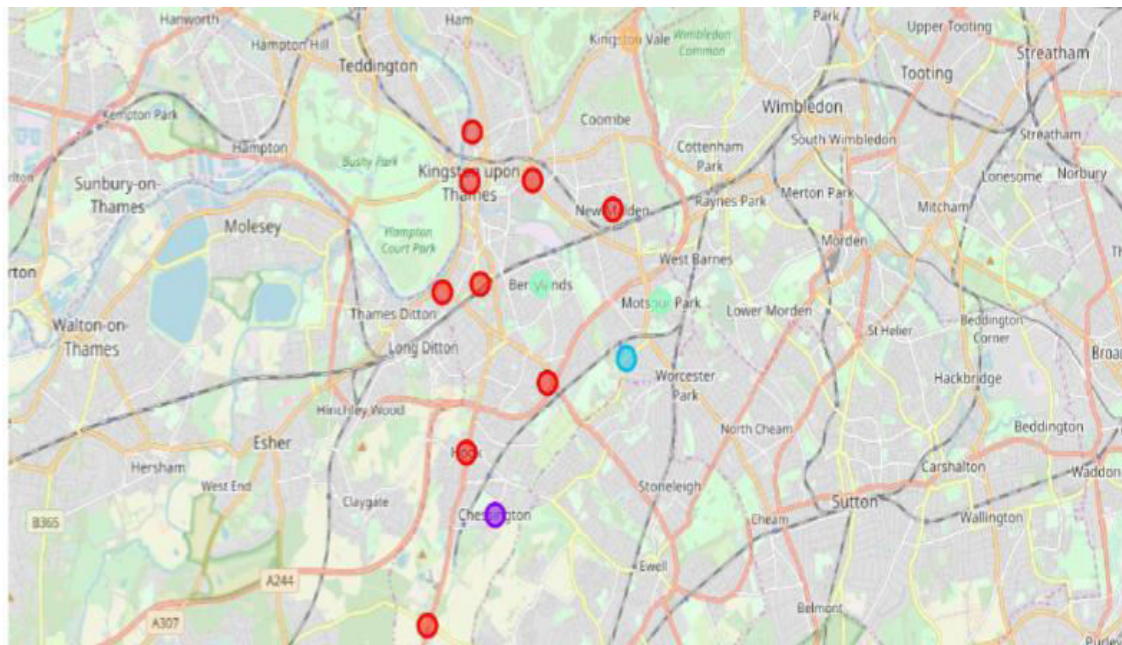 Hanworth
Ham
Park
Upper Tooting
Hampton Hill
Kingston Vale
Wimbledon
Common
Streatham
Teddington
Tooting
Kempton Park
Wimbledon
Coombe
Streatham
Hampton
South Wimbledon
Bushy Park
Cottenham
Park
Lonesome
Norbury
Kingston upon
Thames
Sunbury-on-
Thames
Merton Park
Raynes Park
Mitcham
New Malden
Molesey
Hampton
Court Park
Morden
West Barnes
Berrylands
Motspur Park
Lower Morden
Thames Ditton
St Helier
Beddington
Corner
Walton-on-
Thames
Long Ditton
Worcester
Park
Hackbridge
Hinchley Wood
Esher
North Cheam
Beddington
Hook
Hersham
Carshalton
Waddon
West End
Stoneleigh
Claygate
Sutton
Chessington
Cheam
Wallington
B365
Ewell
A244
Belmont
A307